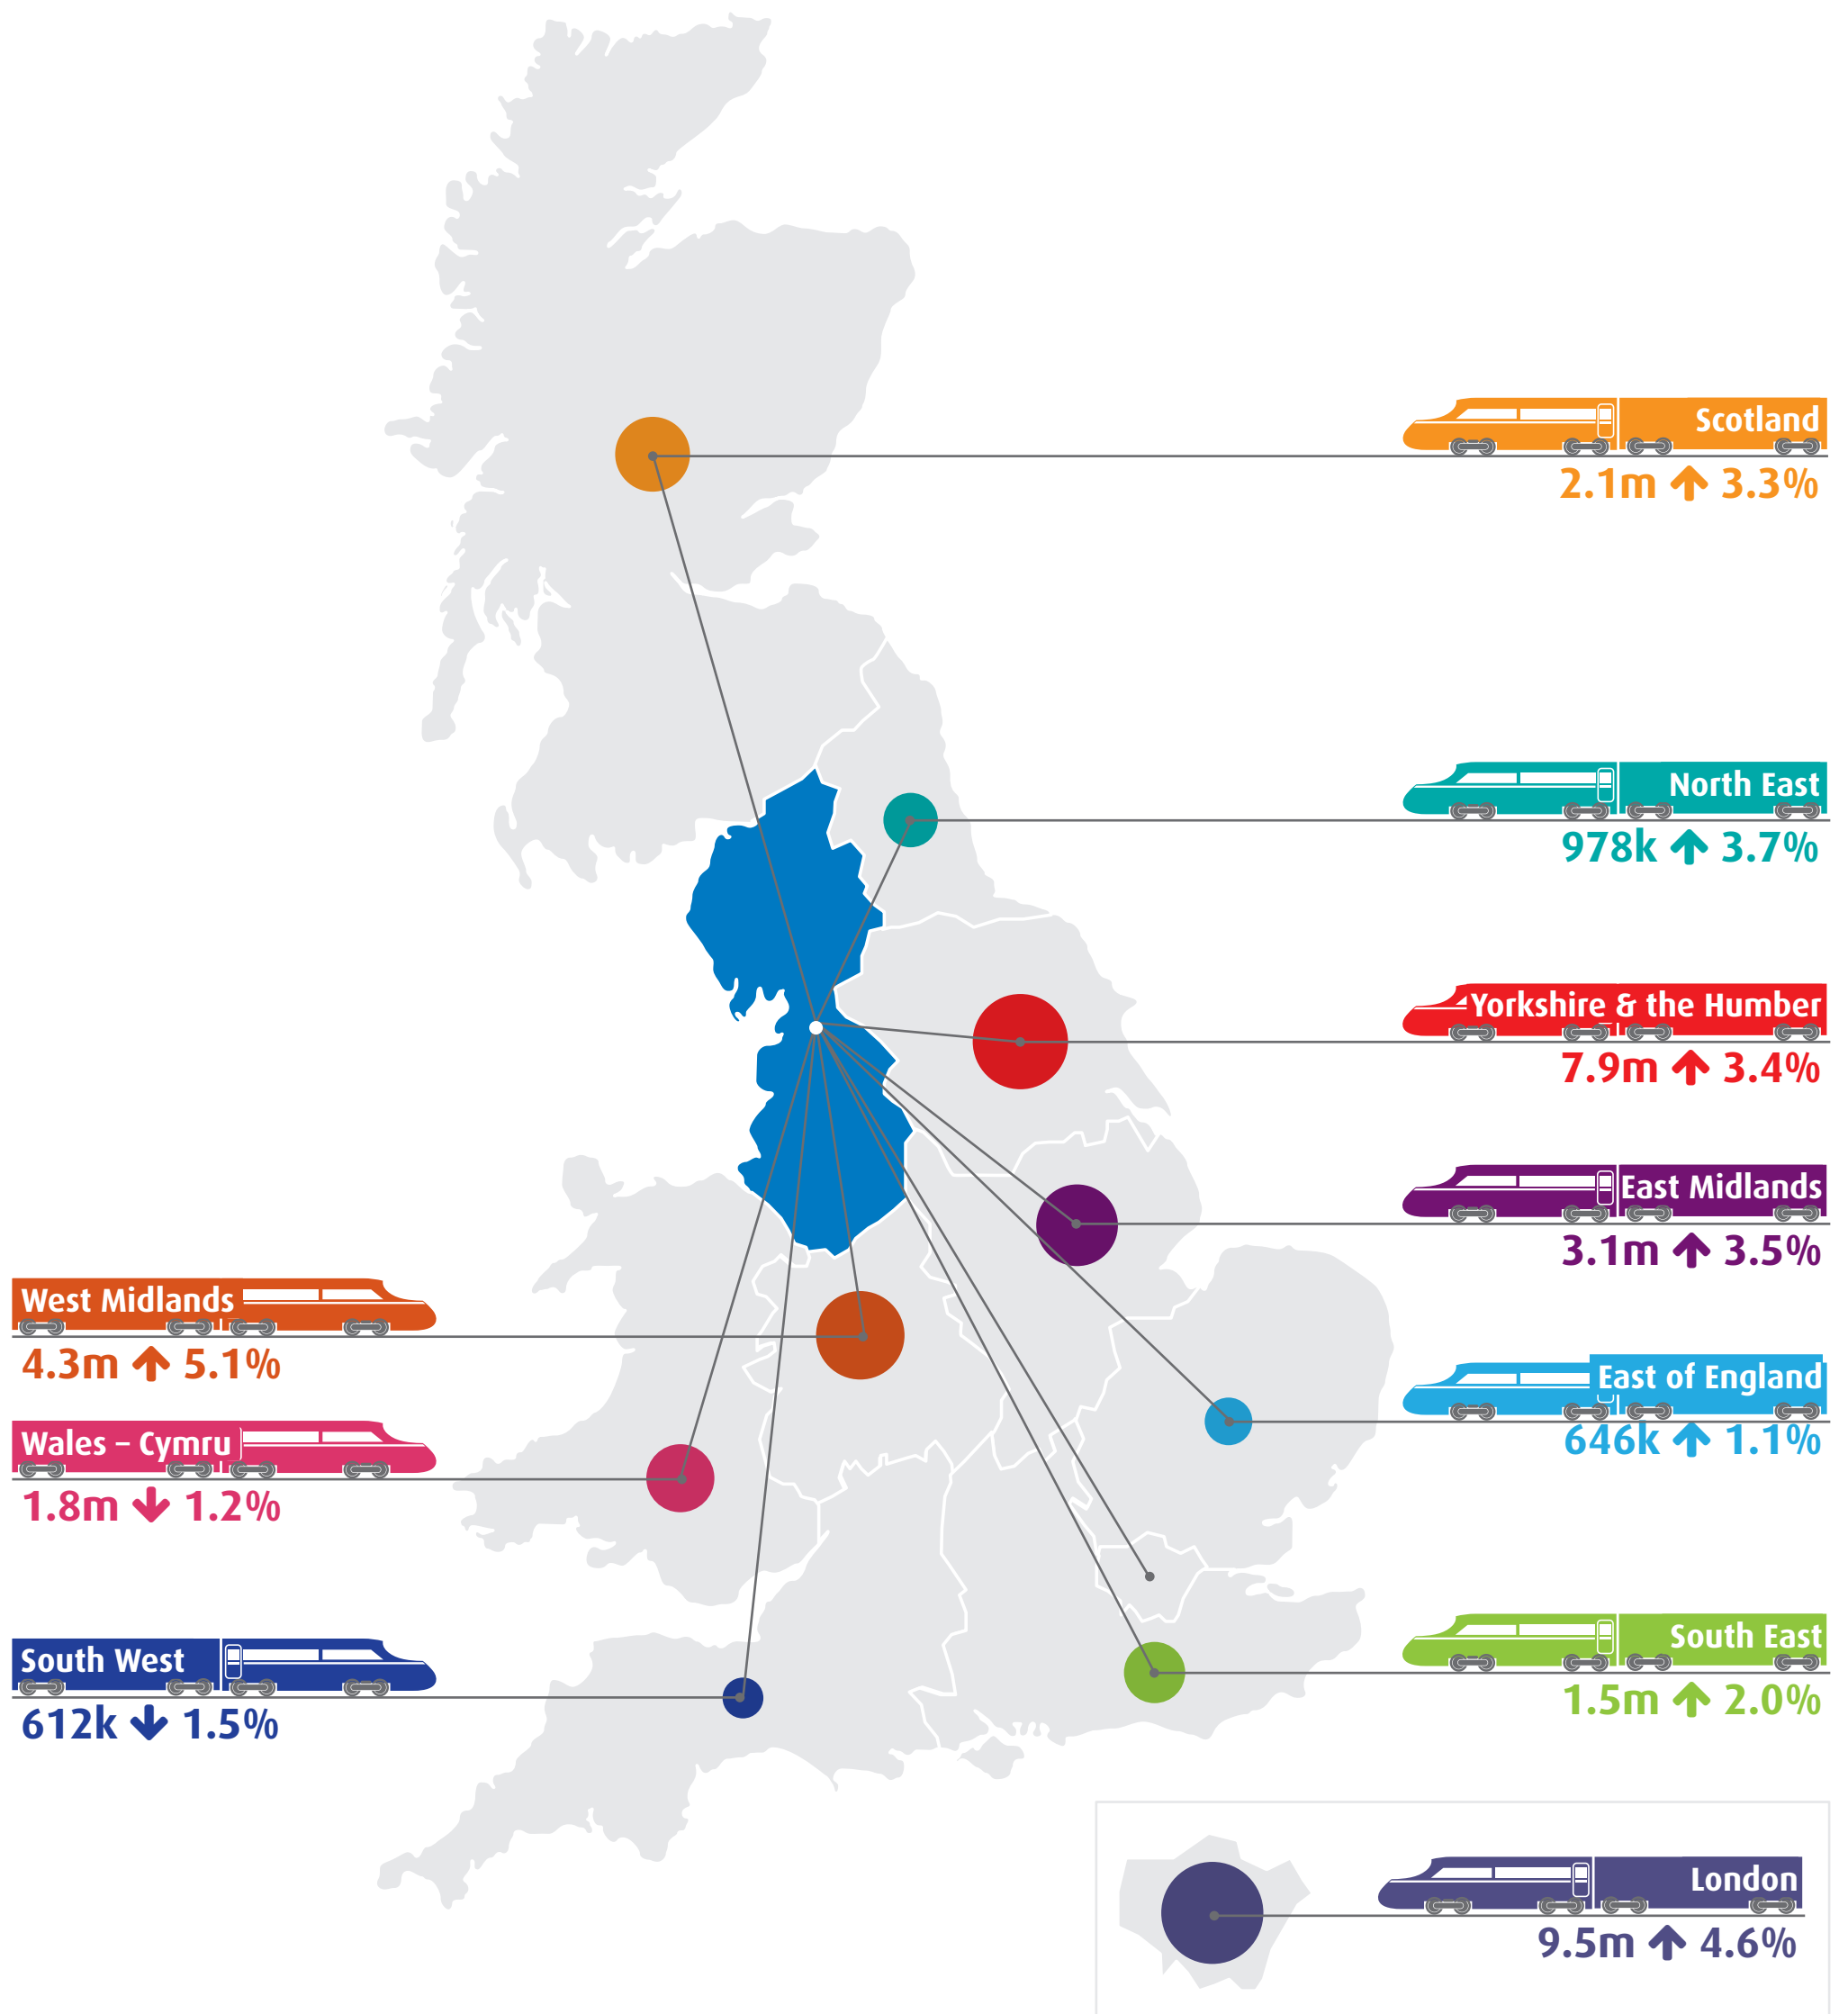 Scotland
2.1m ↑ 3.3%
North East
978k ↑ 3.7%
Yorkshire & the Humber
7.9m ↑ 3.4%
East Midlands
3.1m ↑ 3.5%
West Midlands
4.3m ↑ 5.1%
East of England
646k ↑ 1.1%
Wales – Cymru
1.8m ↓ 1.2%
South East
1.5m ↑ 2.0%
South West
612k ↓ 1.5%
London
9.5m ↑ 4.6%